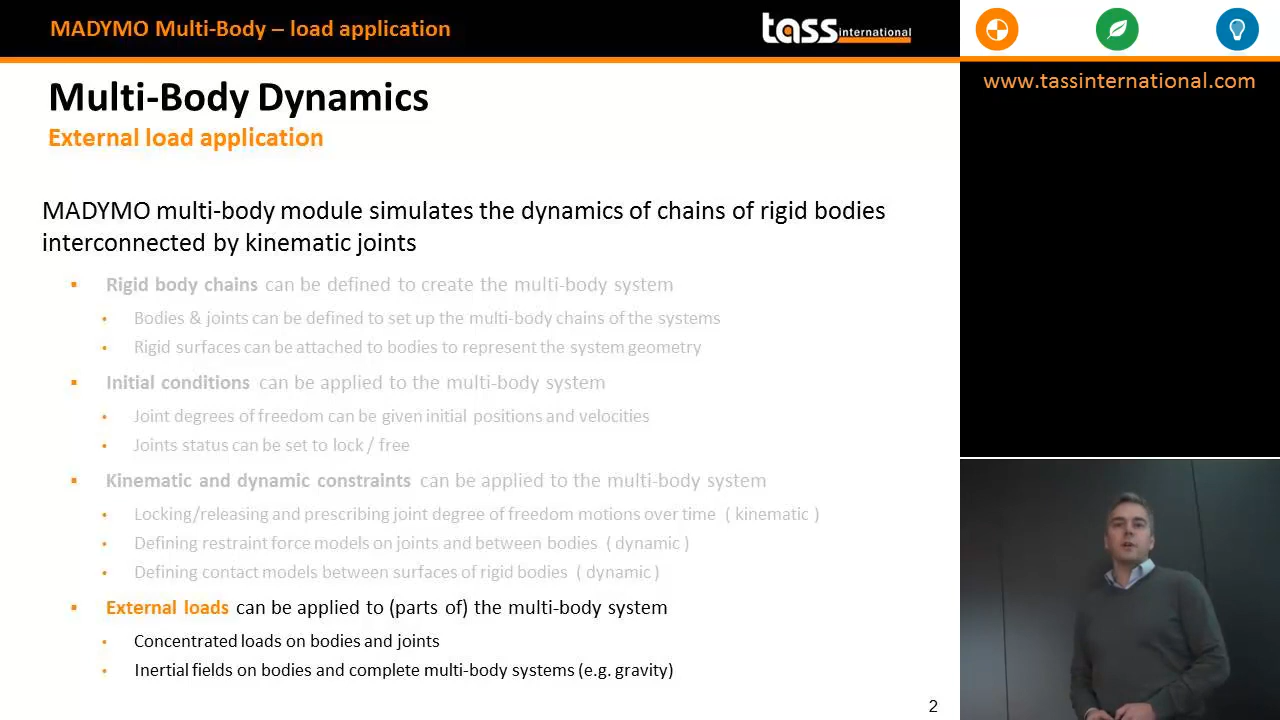 MADYMO Multi-Body – load application
tass international
www.tassinternational.com
Multi-Body Dynamics
External load application
MADYMO multi-body module simulates the dynamics of chains of rigid bodies
interconnected by kinematic joints
▪ Rigid body chains can be defined to create the multi-body system
• Bodies & joints can be defined to set up the multi-body chains of the systems
• Rigid surfaces can be attached to bodies to represent the system geometry
▪ Initial conditions can be applied to the multi-body system
• Joint degrees of freedom can be given initial positions and velocities
• Joints status can be set to lock / free
▪ Kinematic and dynamic constraints can be applied to the multi-body system
• Locking/releasing and prescribing joint degree of freedom motions over time ( kinematic )
• Defining restraint force models on joints and between bodies ( dynamic )
• Defining contact models between surfaces of rigid bodies ( dynamic )
▪ External loads can be applied to (parts of) the multi-body system
• Concentrated loads on bodies and joints
• Inertial fields on bodies and complete multi-body systems (e.g. gravity)
2